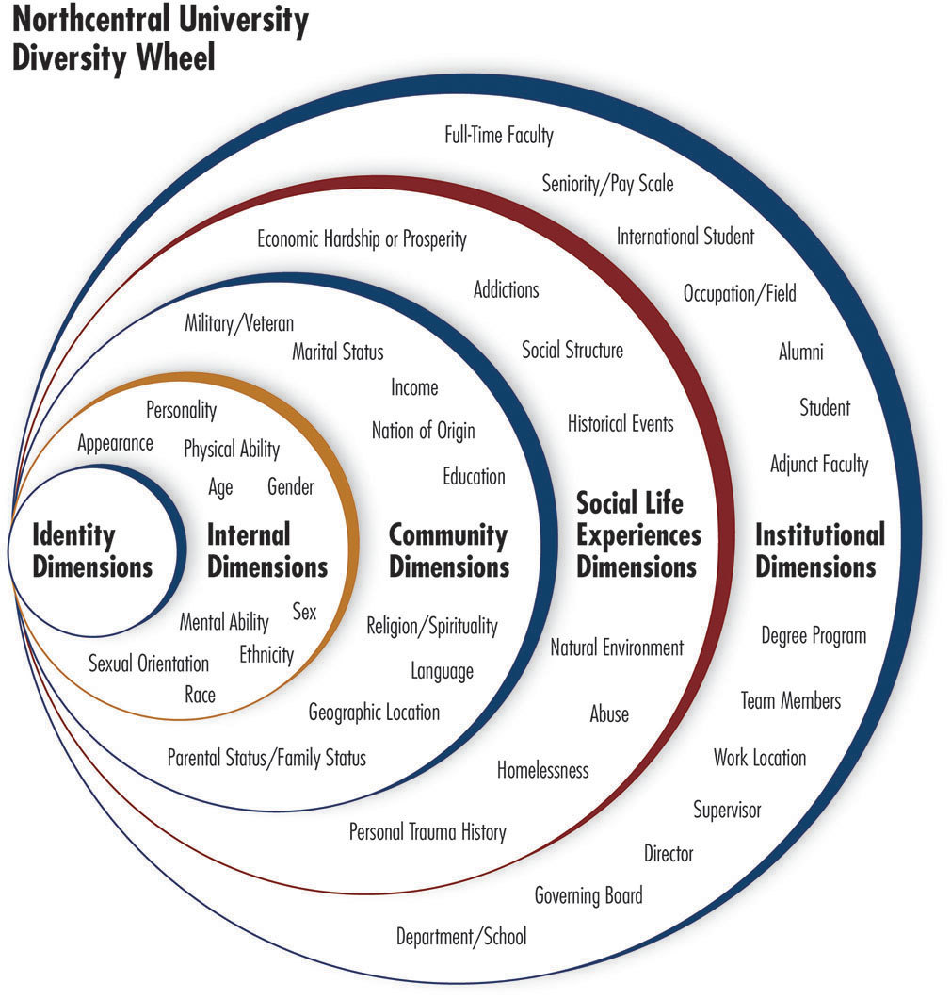 Northcentral University
Diversity Wheel
Full-Time Faculty
Seniority/Pay Scale
International Student
Occupation/Field
Alumni
Student
Adjunct Faculty
Institutional
Dimensions
Degree Program
Team Members
Work Location
Supervisor
Director
Governing Board
Department/School
Economic Hardship or Prosperity
Addictions
Social Structure
Historical Events
Social Life
Experiences
Dimensions
Natural Environment
Abuse
Homelessness
Personal Trauma History
Military/Veteran
Marital Status
Income
Nation of Origin
Education
Community
Dimensions
Religion/Spirituality
Language
Geographic Location
Parental Status/Family Status
Personality
Appearance
Physical Ability
Age
Gender
Internal
Dimensions
Mental Ability
Sex
Ethnicity
Sexual Orientation
Race
Identity
Dimensions